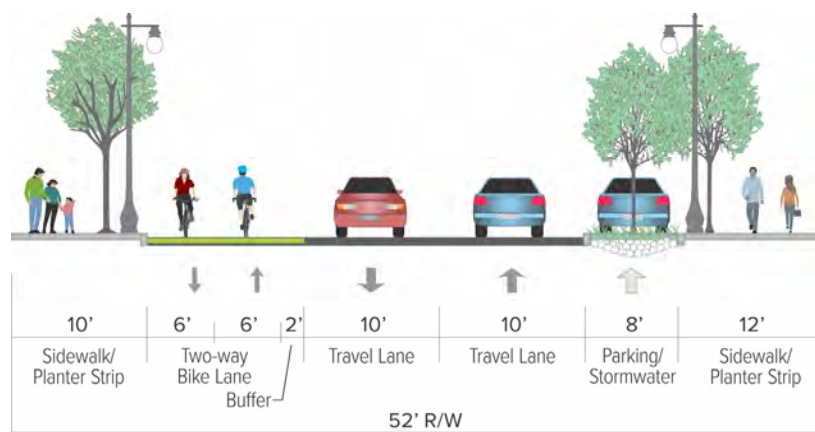 10' 6' 6' 2' 10' 10' 8' 12'
Sidewalk/ Two-way Travel Lane Travel Lane Parking/ Sidewalk/
Planter Strip Bike Lane Stormwater Planter Strip
Buffer
52' R/W